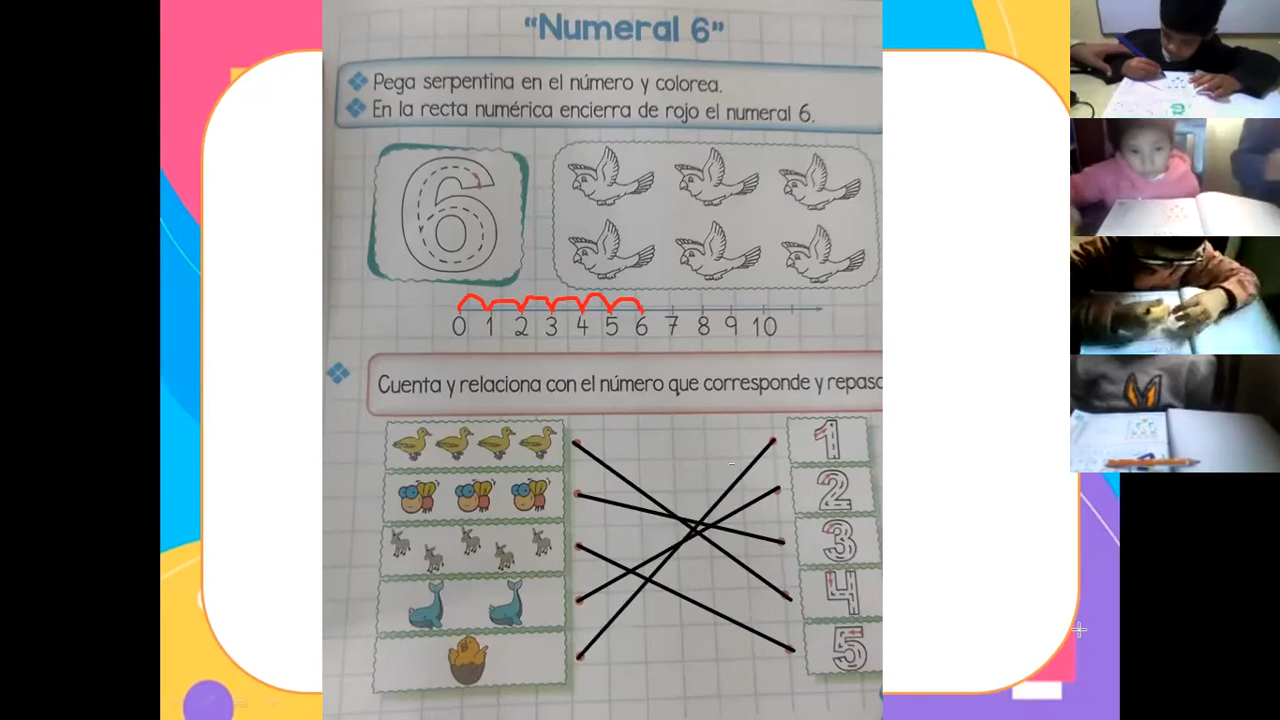 “Numeral 6”
Pega serpentina en el número y colorea.
En la recta numérica encierra de rojo el numeral 6.
6
0 1 2 3 4 5 6 7 8 9 10
Cuenta y relaciona con el número que corresponde y repasa
1
2
3
4
5